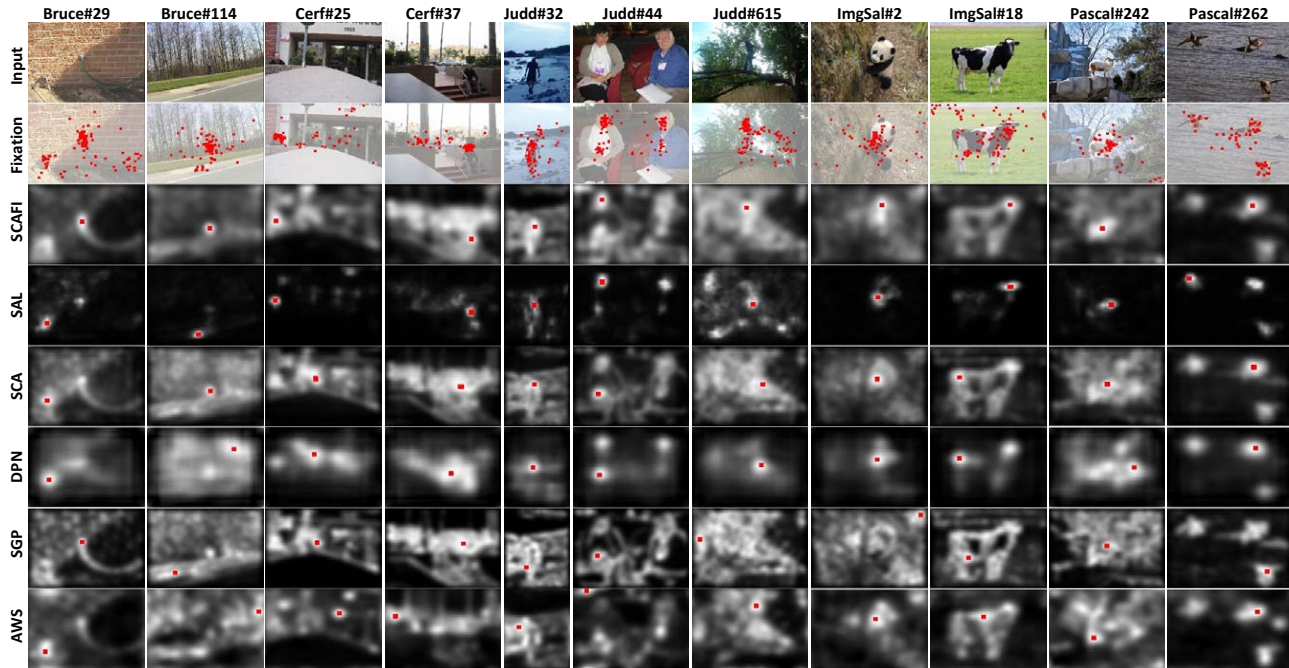 Bruce#29 Bruce#114 Cerf#25 Cerf#37 Judd#32 Judd#44 Judd#615 ImgSal#2 ImgSal#18 Pascal#242 Pascal#262
Input
Fixation
SCAFI
SAL
SCA
DPN
SGP
AWS